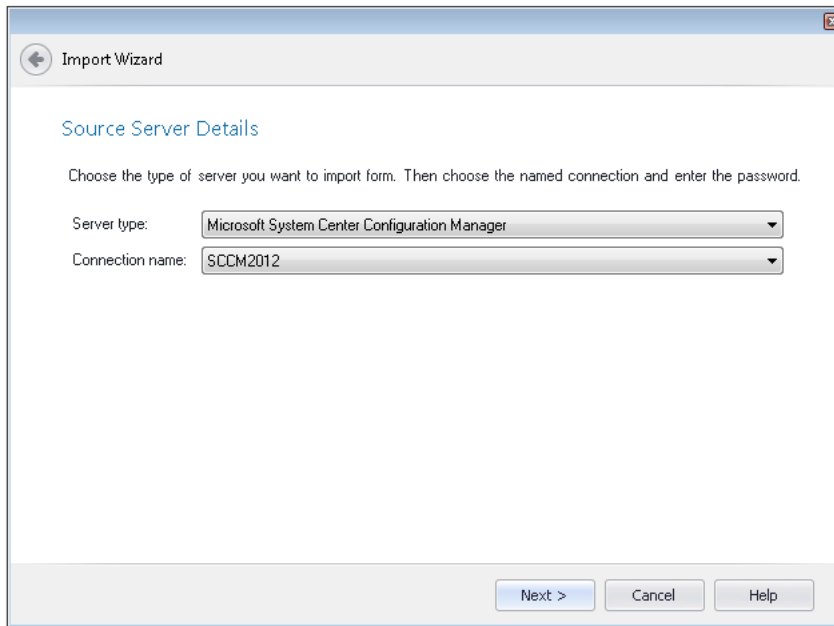 Import Wizard
Source Server Details
Choose the type of server you want to import form. Then choose the named connection and enter the password.
Server type: Microsoft System Center Configuration Manager
Connection name: SCCM2012
Next > Cancel Help